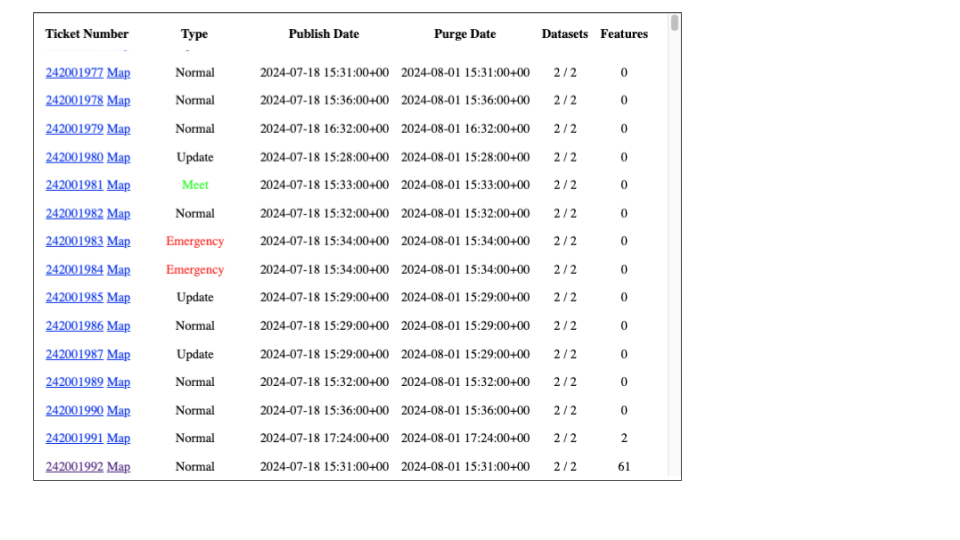 Ticket Number Type Publish Date Purge Date Datasets Features
242001977 Map Normal 2024-07-18 15:31:00+00 2024-08-01 15:31:00+00 2 / 2 0
242001978 Map Normal 2024-07-18 15:36:00+00 2024-08-01 15:36:00+00 2 / 2 0
242001979 Map Normal 2024-07-18 16:32:00+00 2024-08-01 16:32:00+00 2 / 2 0
242001980 Map Update 2024-07-18 15:28:00+00 2024-08-01 15:28:00+00 2 / 2 0
242001981 Map Meet 2024-07-18 15:33:00+00 2024-08-01 15:33:00+00 2 / 2 0
242001982 Map Normal 2024-07-18 15:32:00+00 2024-08-01 15:32:00+00 2 / 2 0
242001983 Map Emergency 2024-07-18 15:34:00+00 2024-08-01 15:34:00+00 2 / 2 0
242001984 Map Emergency 2024-07-18 15:34:00+00 2024-08-01 15:34:00+00 2 / 2 0
242001985 Map Update 2024-07-18 15:29:00+00 2024-08-01 15:29:00+00 2 / 2 0
242001986 Map Normal 2024-07-18 15:29:00+00 2024-08-01 15:29:00+00 2 / 2 0
242001987 Map Update 2024-07-18 15:29:00+00 2024-08-01 15:29:00+00 2 / 2 0
242001989 Map Normal 2024-07-18 15:32:00+00 2024-08-01 15:32:00+00 2 / 2 0
242001990 Map Normal 2024-07-18 15:36:00+00 2024-08-01 15:36:00+00 2 / 2 0
242001991 Map Normal 2024-07-18 17:24:00+00 2024-08-01 17:24:00+00 2 / 2 2
242001992 Map Normal 2024-07-18 15:31:00+00 2024-08-01 15:31:00+00 2 / 2 61